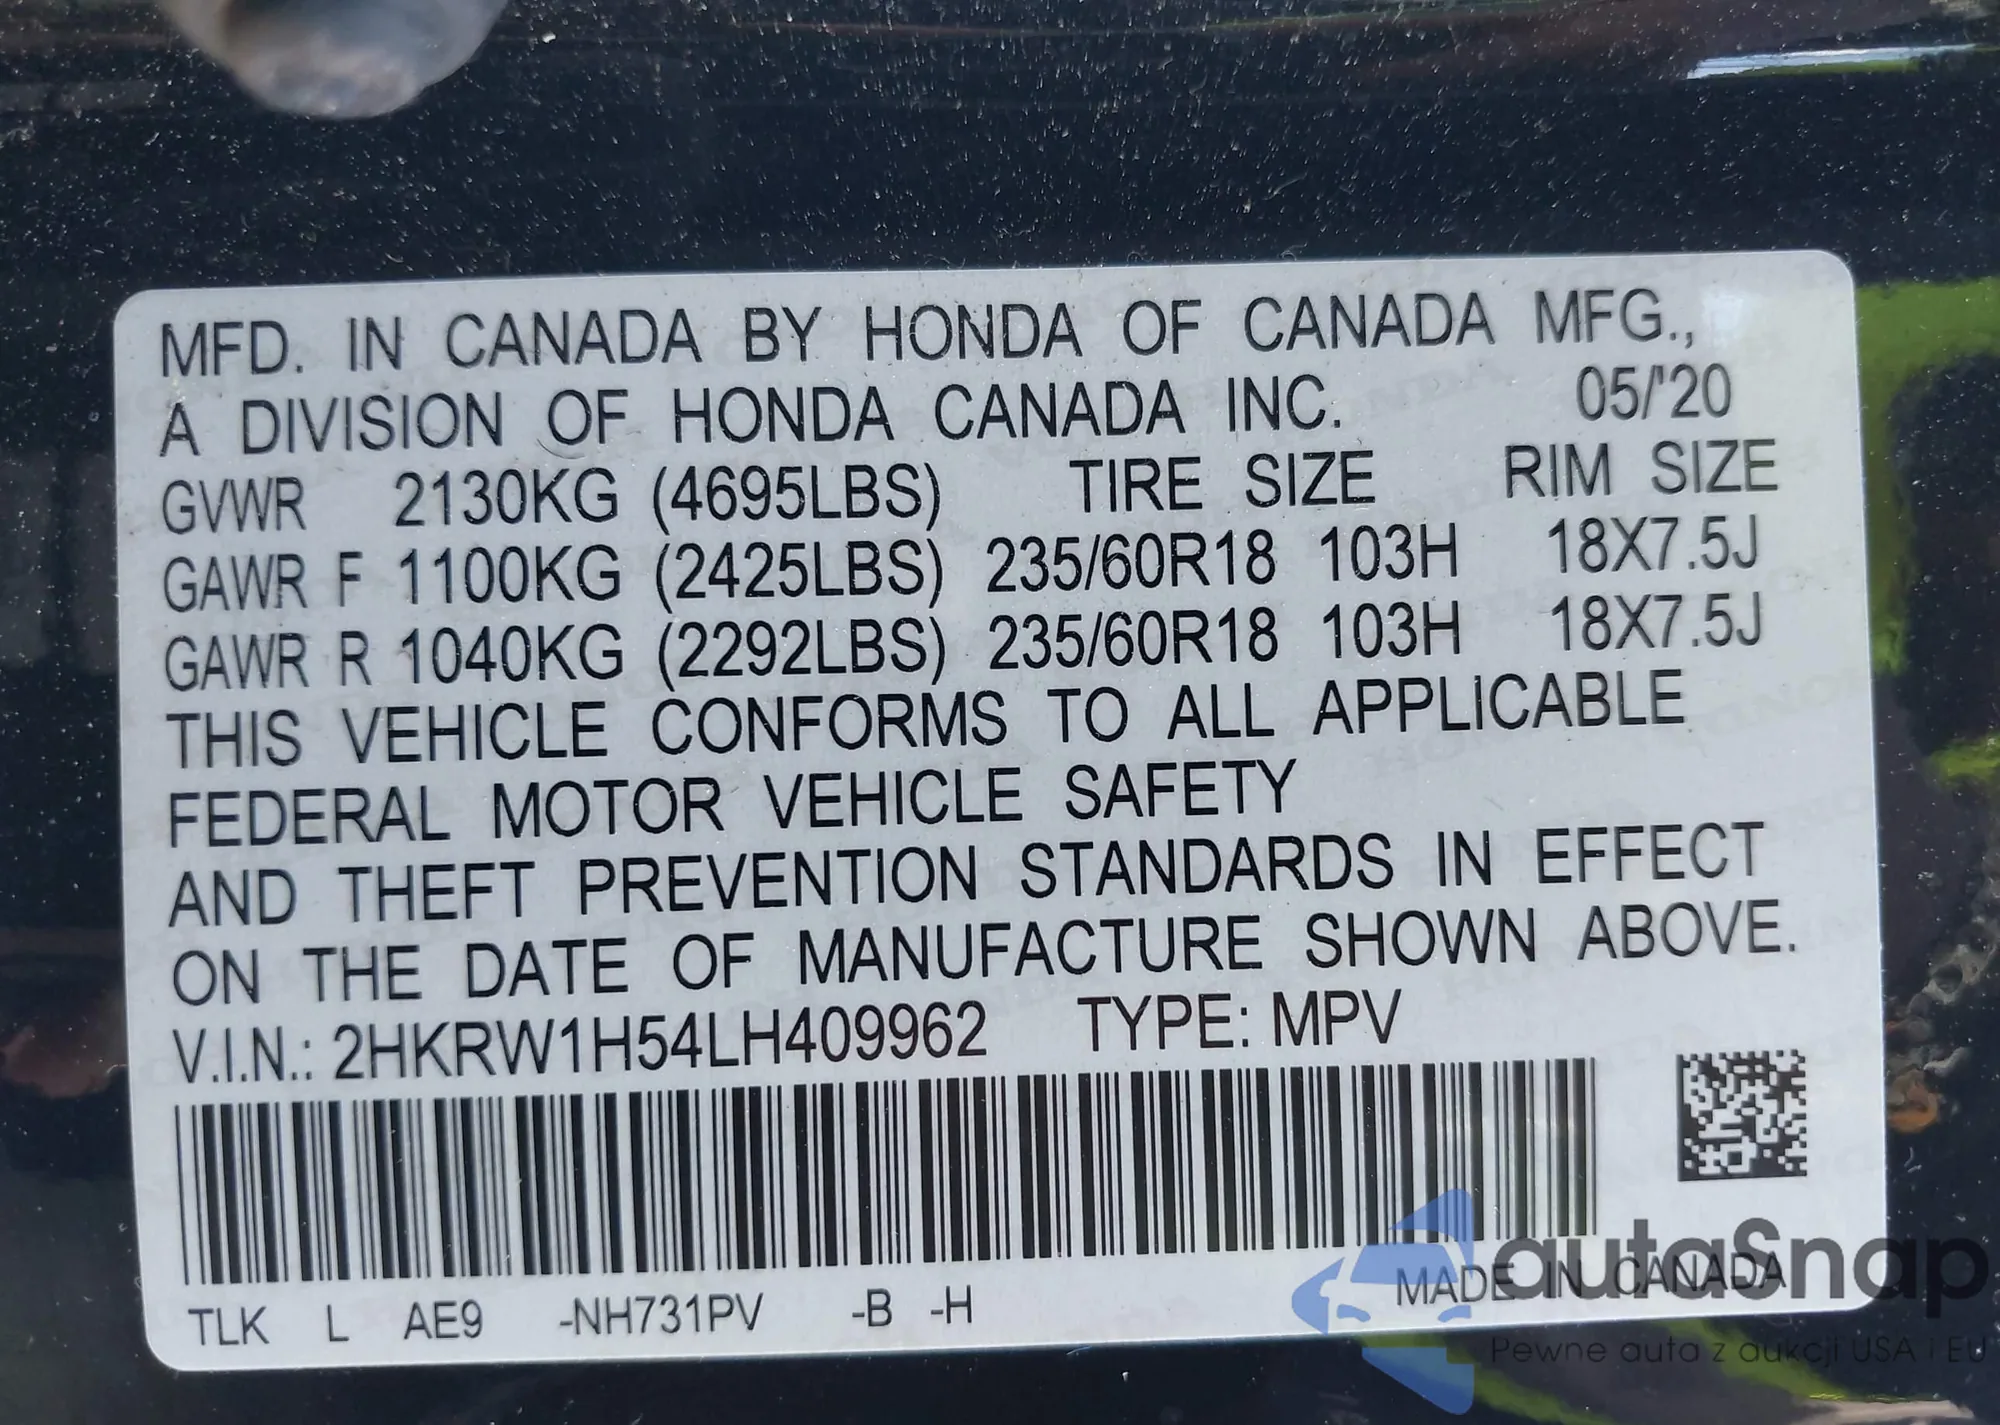 MFD. IN CANADA BY HONDA OF CANADA MFG.,
A DIVISION OF HONDA CANADA INC. 05/'20
GVWR 2130KG (4695LBS) TIRE SIZE RIM SIZE
GAWR F 1100KG (2425LBS) 235/60R18 103H 18X7.5J
GAWR R 1040KG (2292LBS) 235/60R18 103H 18X7.5J
THIS VEHICLE CONFORMS TO ALL APPLICABLE
FEDERAL MOTOR VEHICLE SAFETY
AND THEFT PREVENTION STANDARDS IN EFFECT
ON THE DATE OF MANUFACTURE SHOWN ABOVE.
V.I.N.: 2HKRW1H54LH409962 TYPE: MPV
MADE IN CANADA
TLK L AE9 -NH731PV -B -H
autaSnap
Pewne auta z aukcji USA i EU